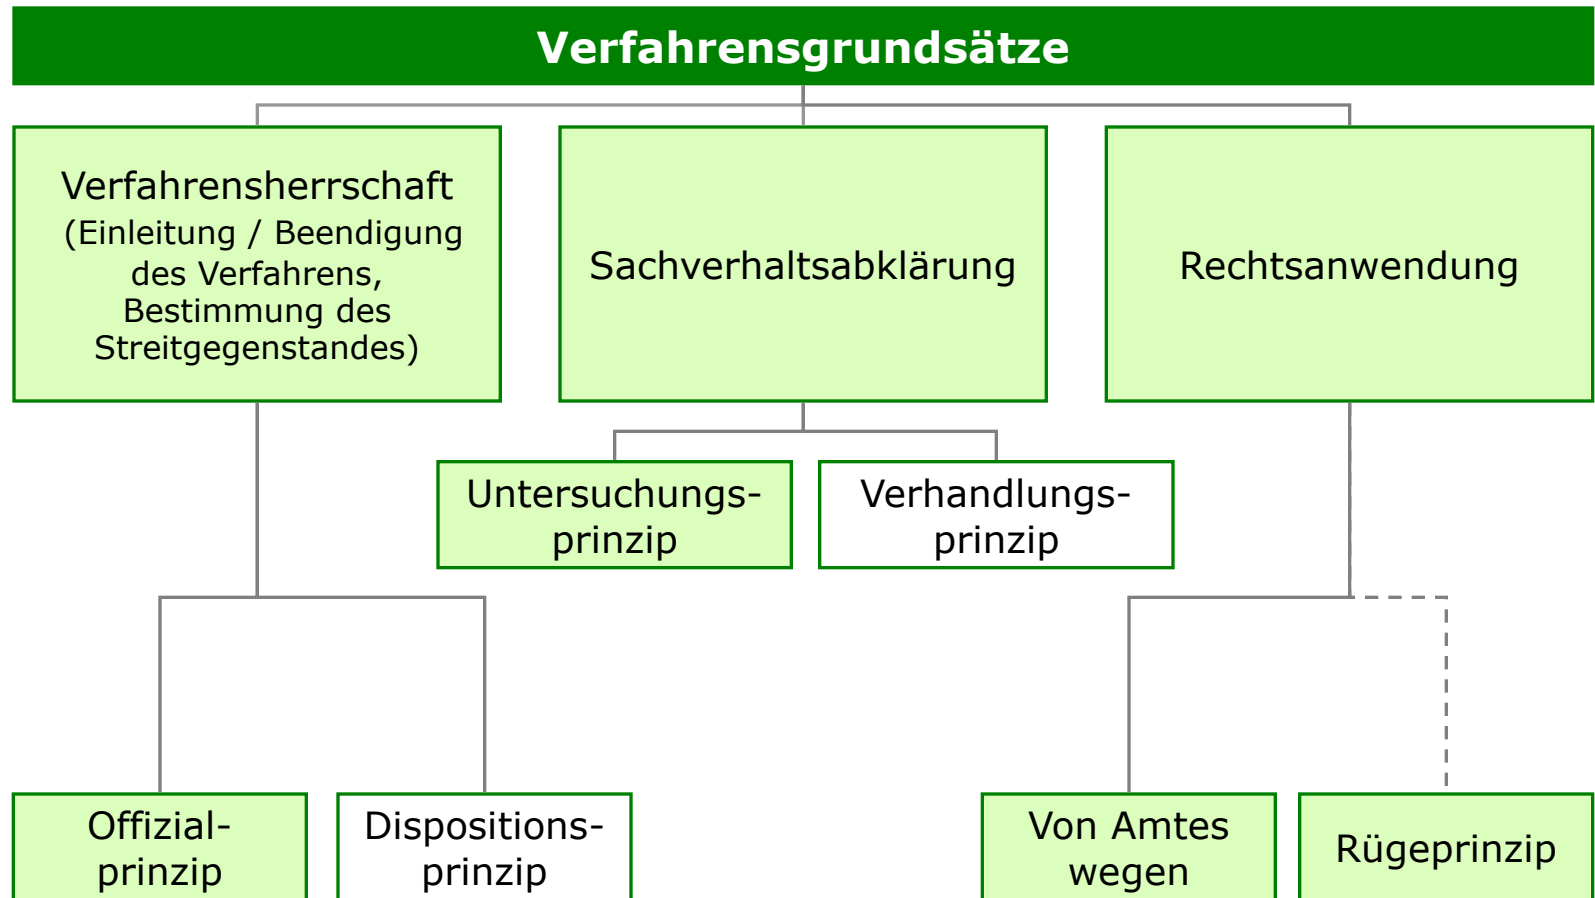 Verfahrensgrundsätze
Verfahrensherrschaft
(Einleitung / Beendigung
des Verfahrens,
Bestimmung des
Streitgegenstandes)
Sachverhaltsabklärung
Rechtsanwendung
Untersuchungs-
prinzip
Verhandlungs-
prinzip
Offizial-
prinzip
Dispositions-
prinzip
Von Amtes
wegen
Rügeprinzip